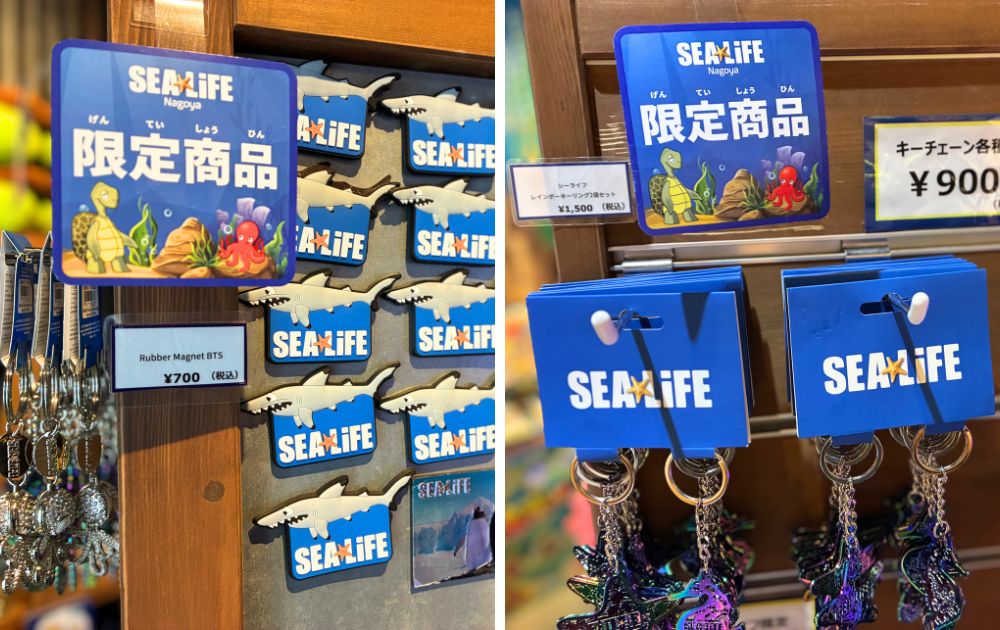 SEA LiFE
Nagoya
げん てい しょう ひん
限定商品
Rubber Magnet BTS
¥700 (税込)
SEA LiFE
SEA LiFE
SEA LiFE
SEA LiFE
SEA LiFE
SEA LiFE
SEA LiFE
SEA LiFE
SEA LiFE
SEA LiFE
SEA LiFE
Nagoya
げん てい しょう ひん
限定商品
シーライフ
レインボーキーリング2個セット
¥1,500 (税込)
キーチェーン各種
¥900
SEA LiFE
SEA LiFE